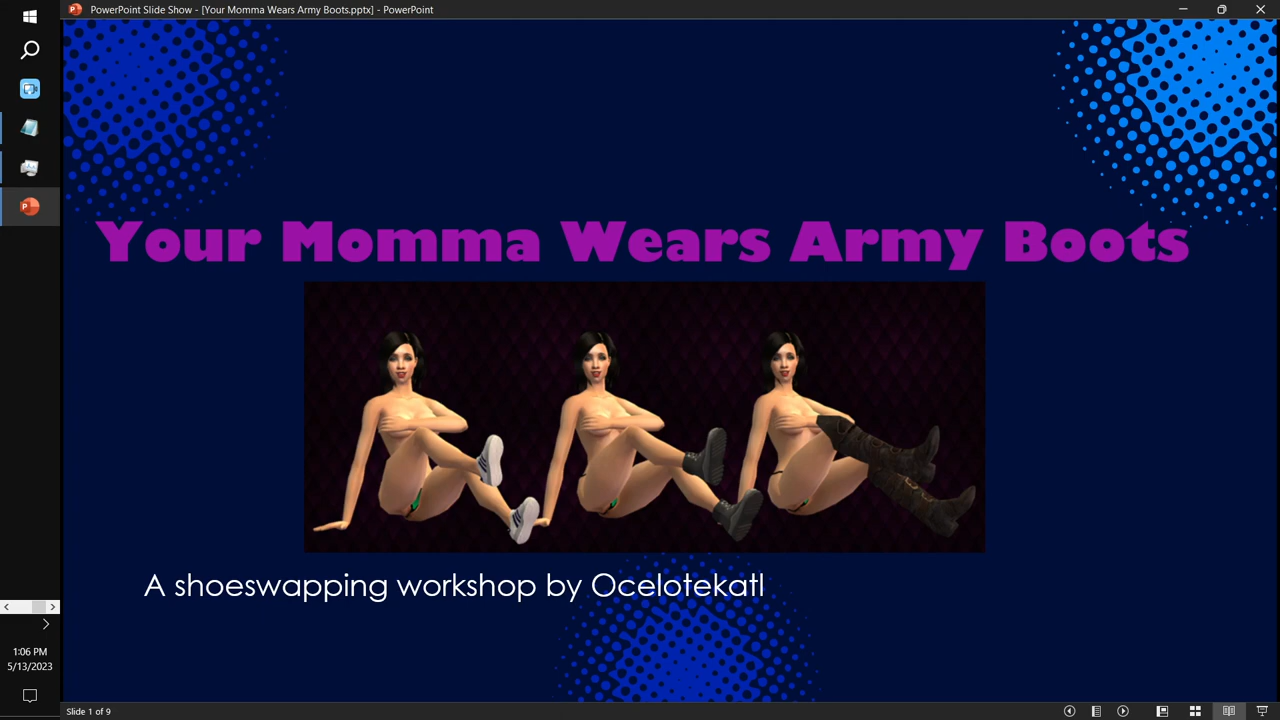 PowerPoint Slide Show - [Your Momma Wears Army Boots.pptx] - PowerPoint
Your Momma Wears Army Boots
A shoeswapping workshop by Ocelotekatl
1:06 PM
5/13/2023
Slide 1 of 9